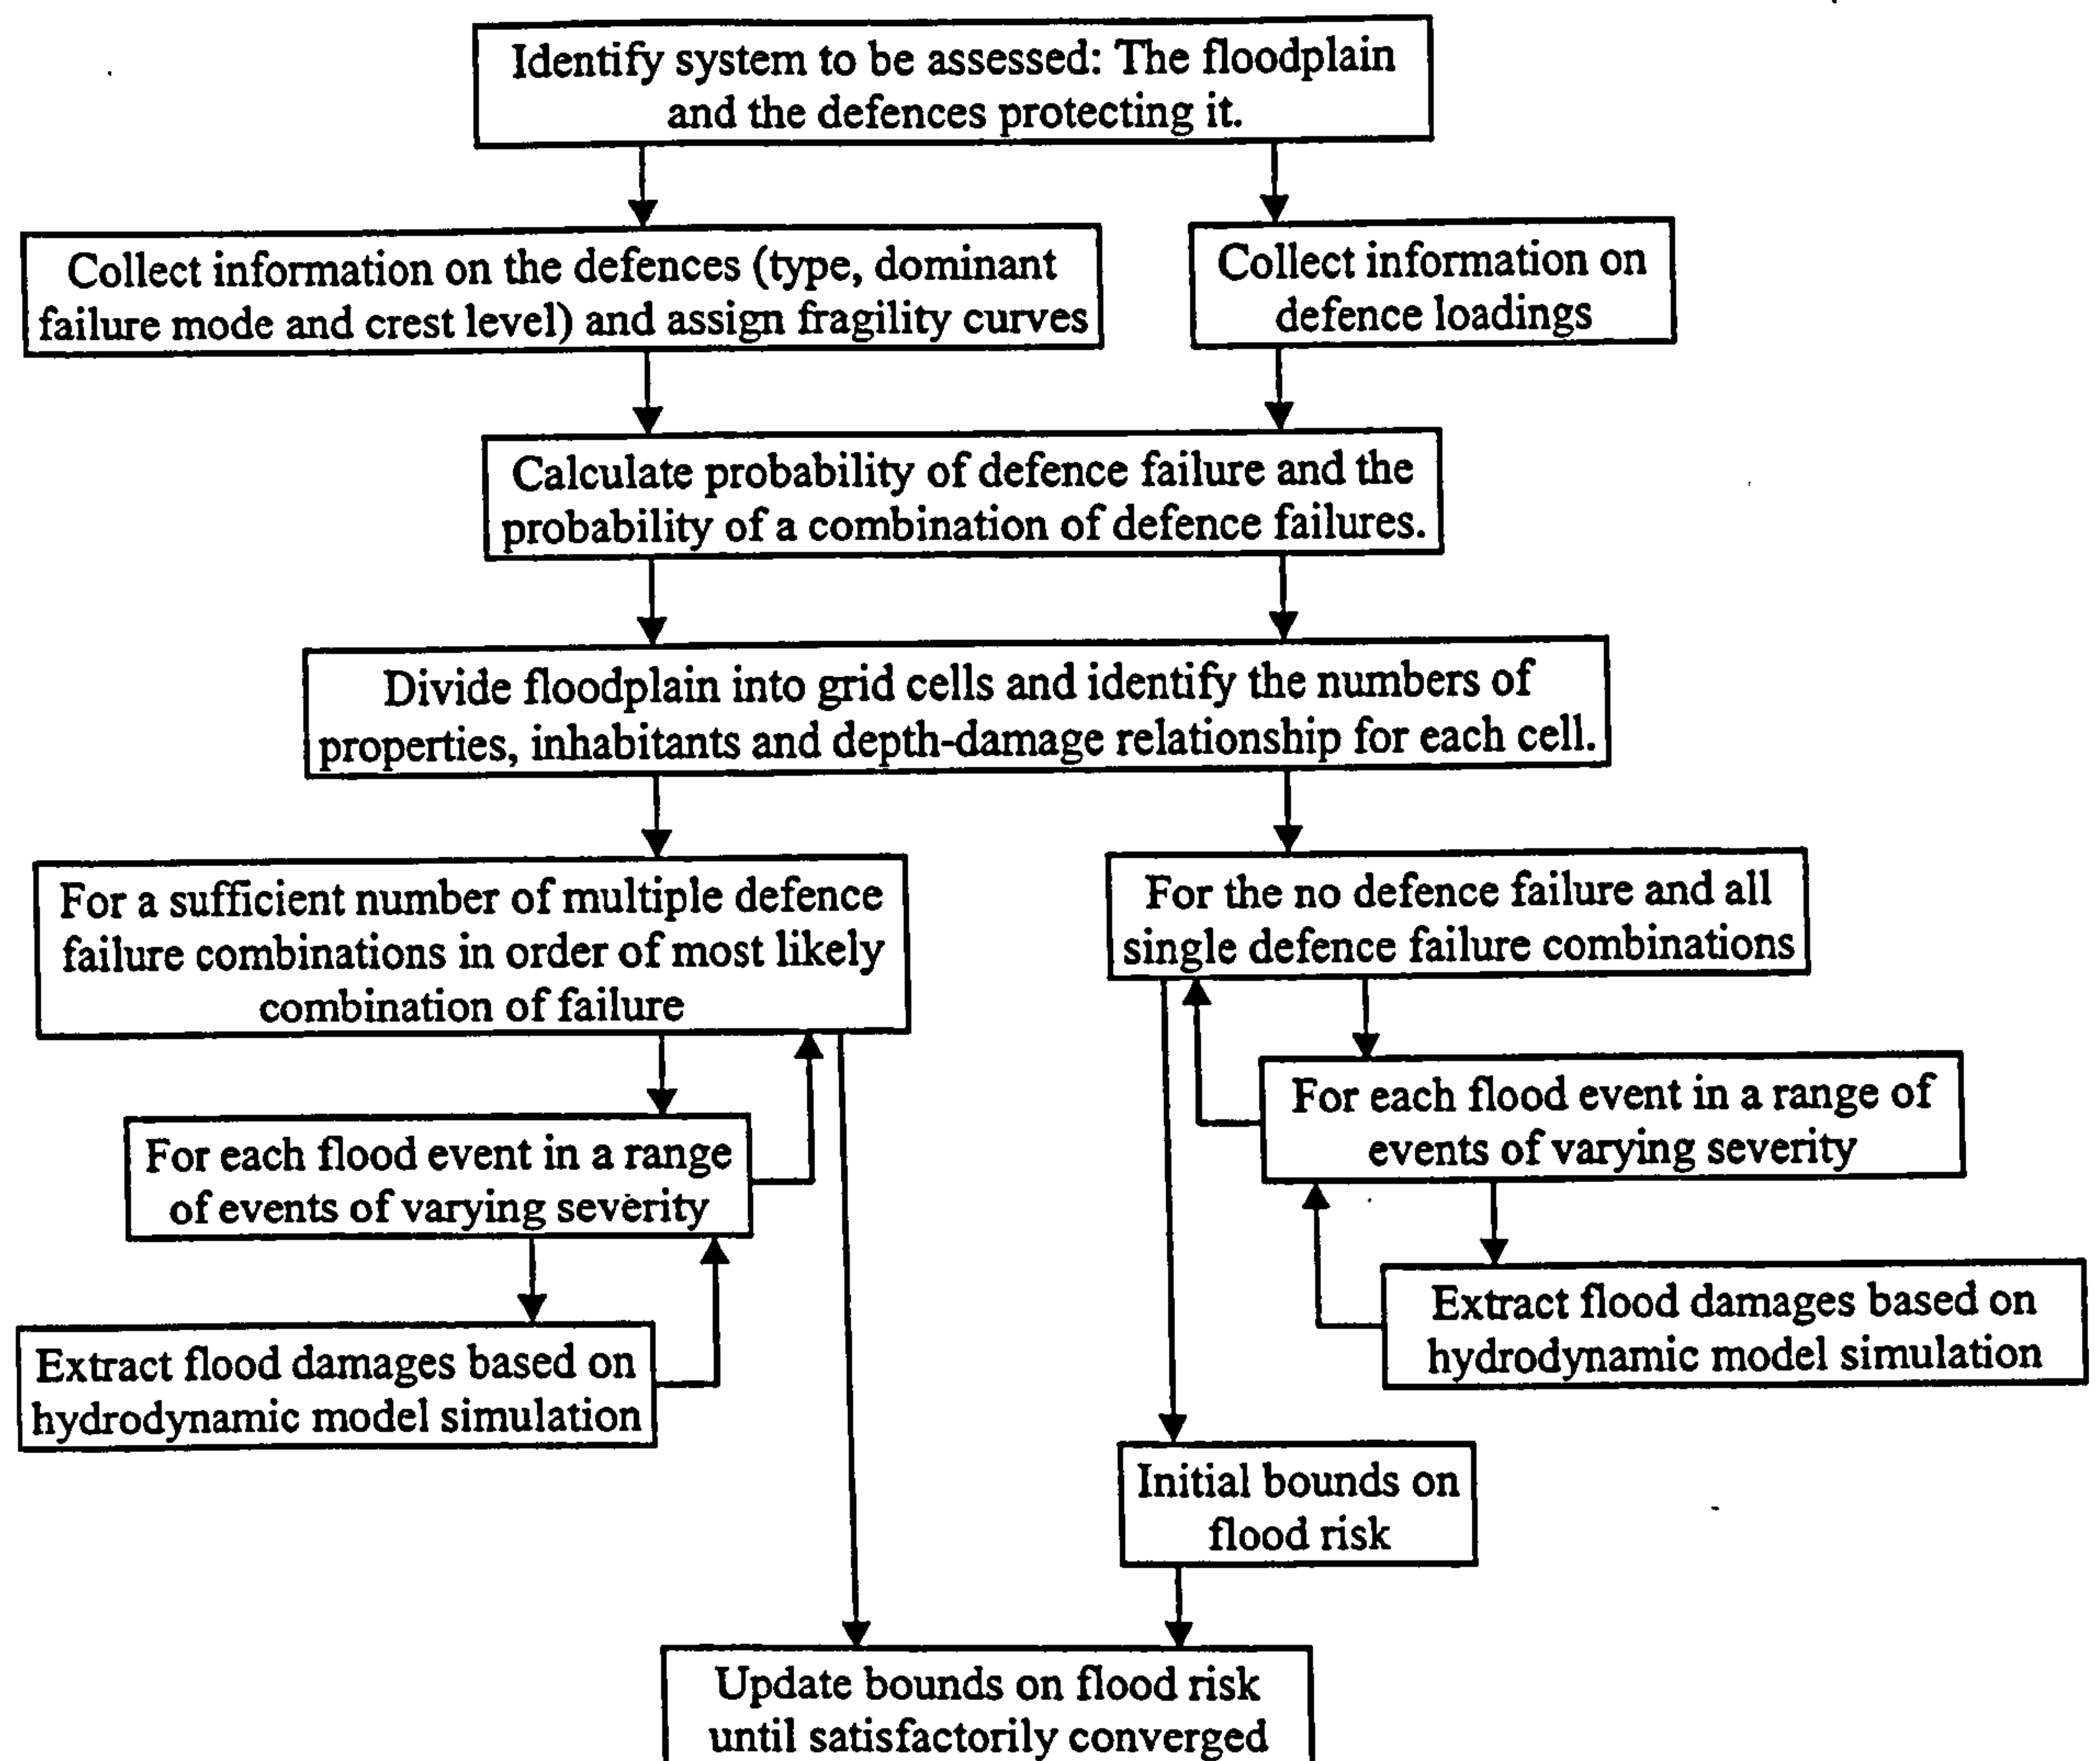 Identify system to be assessed: The floodplain
and the defences protecting it.
Collect information on the defences (type, dominant
failure mode and crest level) and assign fragility curves
Collect information on
defence loadings
Calculate probability of defence failure and the
probability of a combination of defence failures.
Divide floodplain into grid cells and identify the numbers of
properties, inhabitants and depth-damage relationship for each cell.
For a sufficient number of multiple defence
failure combinations in order of most likely
combination of failure
For the no defence failure and all
single defence failure combinations
For each flood event in a range
of events of varying severity
For each flood event in a range of
events of varying severity
Extract flood damages based on
hydrodynamic model simulation
Extract flood damages based on
hydrodynamic model simulation
Initial bounds on
flood risk
Update bounds on flood risk
until satisfactorily converged